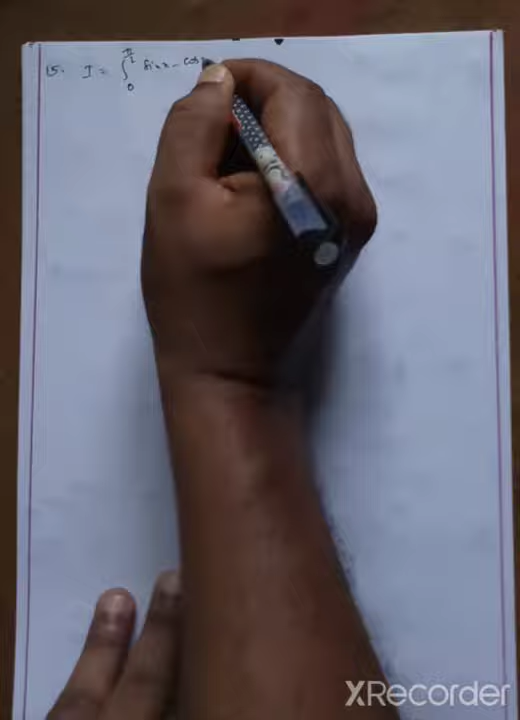 15. I = ∫₀^(π/2) sinx - cos
XRecorder